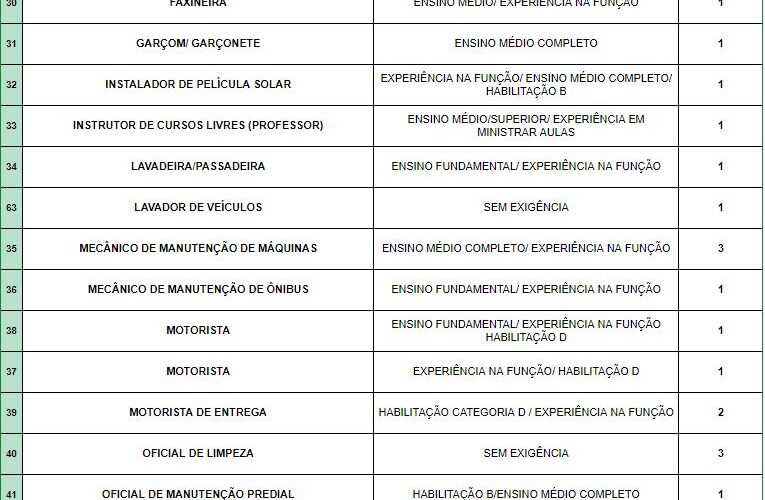 30 FAXINEIRA ENSINO MÉDIO/ EXPERIÊNCIA NA FUNÇÃO 1
31 GARÇOM/ GARÇONETE ENSINO MÉDIO COMPLETO 1
32 INSTALADOR DE PELÍCULA SOLAR EXPERIÊNCIA NA FUNÇÃO/ ENSINO MÉDIO COMPLETO/
HABILITAÇÃO B 1
33 INSTRUTOR DE CURSOS LIVRES (PROFESSOR) ENSINO MÉDIO/SUPERIOR/ EXPERIÊNCIA EM
MINISTRAR AULAS 1
34 LAVADEIRA/PASSADEIRA ENSINO FUNDAMENTAL/ EXPERIÊNCIA NA FUNÇÃO 1
63 LAVADOR DE VEÍCULOS SEM EXIGÊNCIA 1
35 MECÂNICO DE MANUTENÇÃO DE MÁQUINAS ENSINO MÉDIO COMPLETO/ EXPERIÊNCIA NA FUNÇÃO 3
36 MECÂNICO DE MANUTENÇÃO DE ÔNIBUS ENSINO FUNDAMENTAL/ EXPERIÊNCIA NA FUNÇÃO 1
38 MOTORISTA ENSINO FUNDAMENTAL/ EXPERIÊNCIA NA FUNÇÃO
HABILITAÇÃO D 1
37 MOTORISTA EXPERIÊNCIA NA FUNÇÃO/ HABILITAÇÃO D 1
39 MOTORISTA DE ENTREGA HABILITAÇÃO CATEGORIA D / EXPERIÊNCIA NA FUNÇÃO 2
40 OFICIAL DE LIMPEZA SEM EXIGÊNCIA 3
41 OFICIAL DE MANUTENÇÃO PREDIAL HABILITAÇÃO B/ENSINO MÉDIO COMPLETO 1